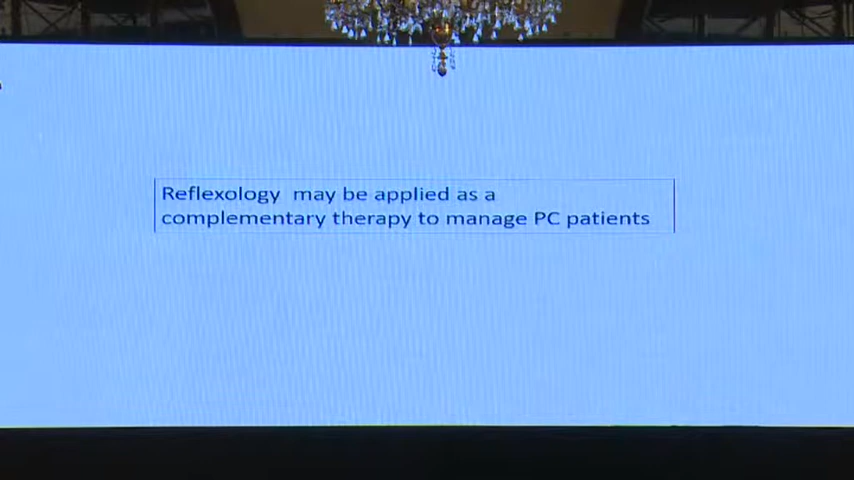 Reflexology may be applied as a
complementary therapy to manage PC patients